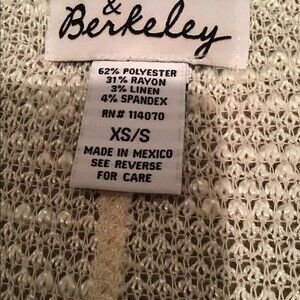 &
Berkeley
62% POLYESTER
31% RAYON
3% LINEN
4% SPANDEX
RN# 114070
XS/S
MADE IN MEXICO
SEE REVERSE
FOR CARE